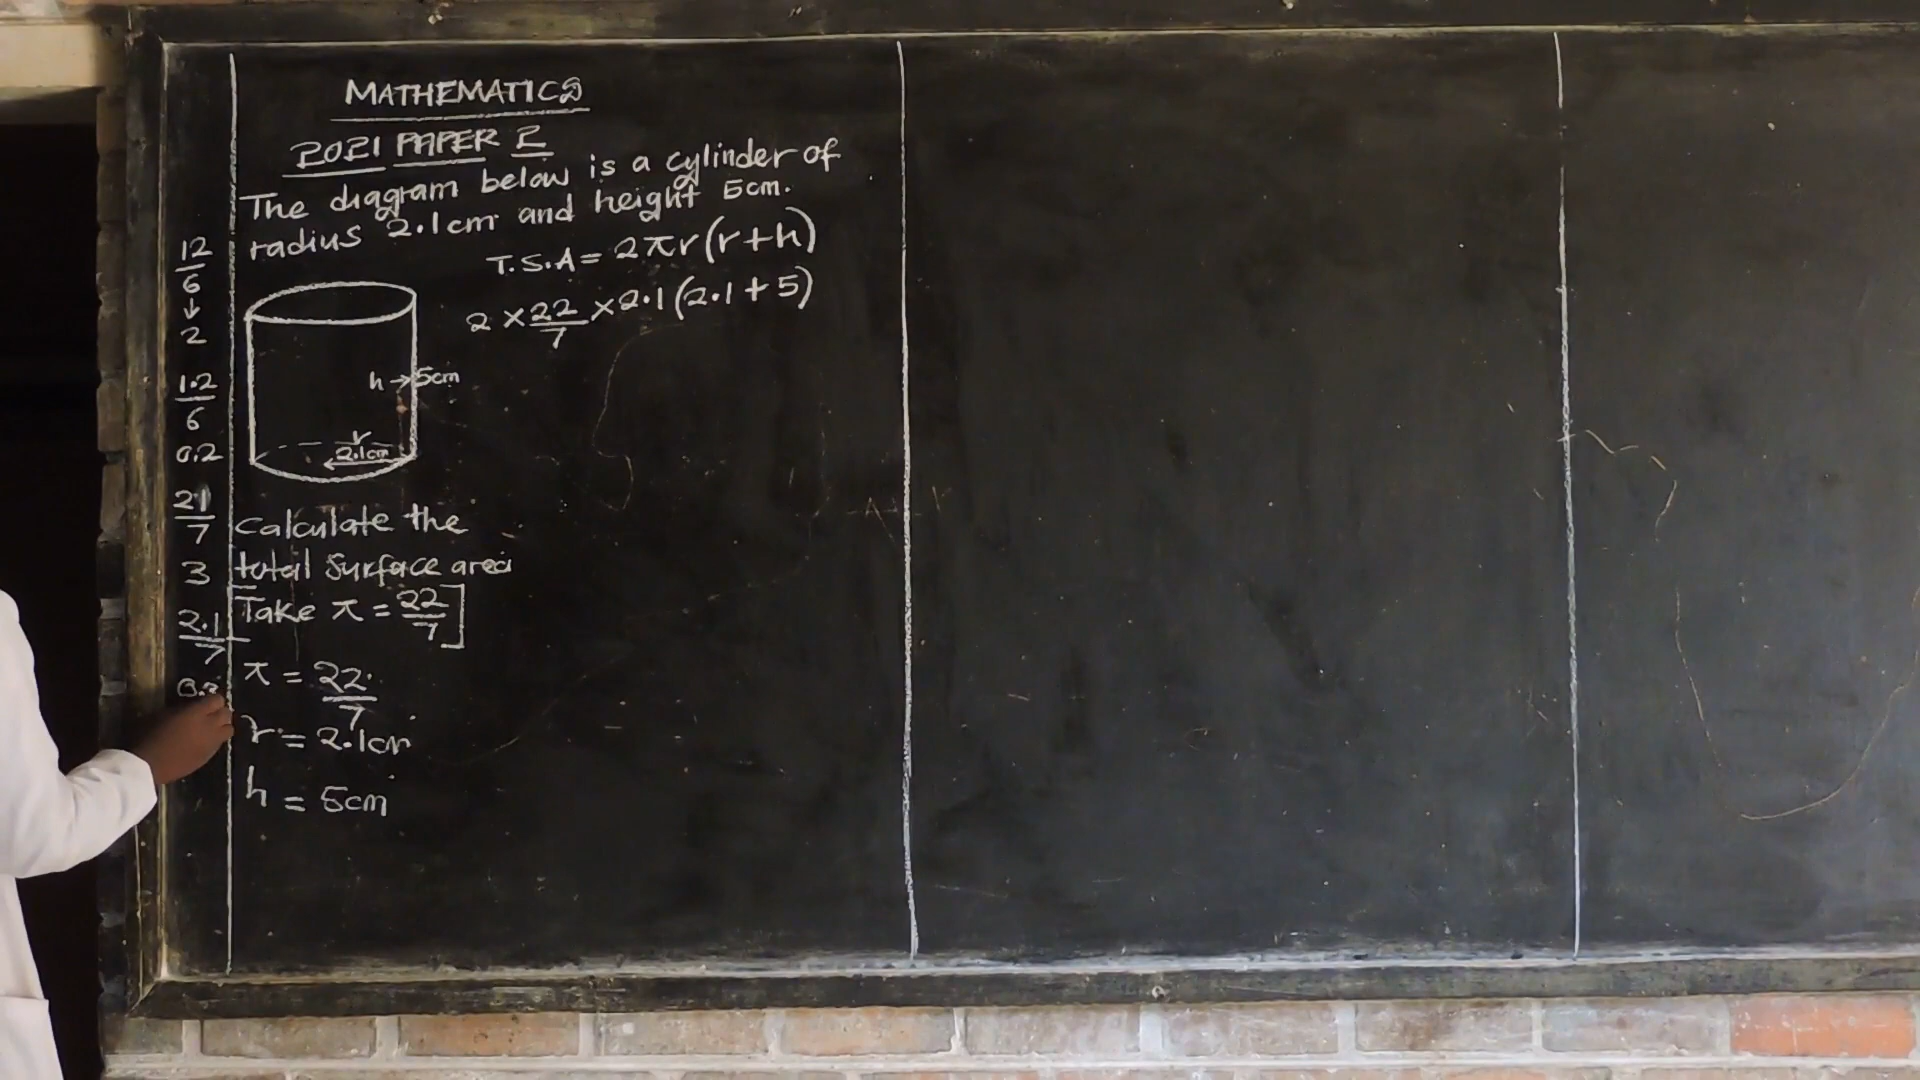 MATHEMATICS
2021 PAPER 2
The diagram below is a cylinder of
radius 2.1cm and height 5cm.
T.S.A = 2πr(r+h)
2 × 22/7 × 2.1(2.1 + 5)
h → 5cm
r
2.1cm
Calculate the
total surface area
[Take π = 22/7]
π = 22/7
r = 2.1cm
h = 5cm
12
6
↓
2
1.2
6
0.2
21
7
3
2.1
7